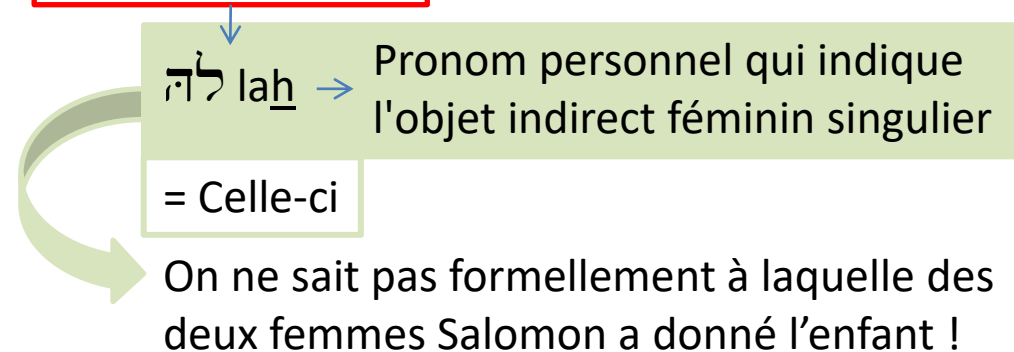 לָהּ lah → Pronom personnel qui indique
l'objet indirect féminin singulier
= Celle-ci
On ne sait pas formellement à laquelle des
deux femmes Salomon a donné l’enfant !